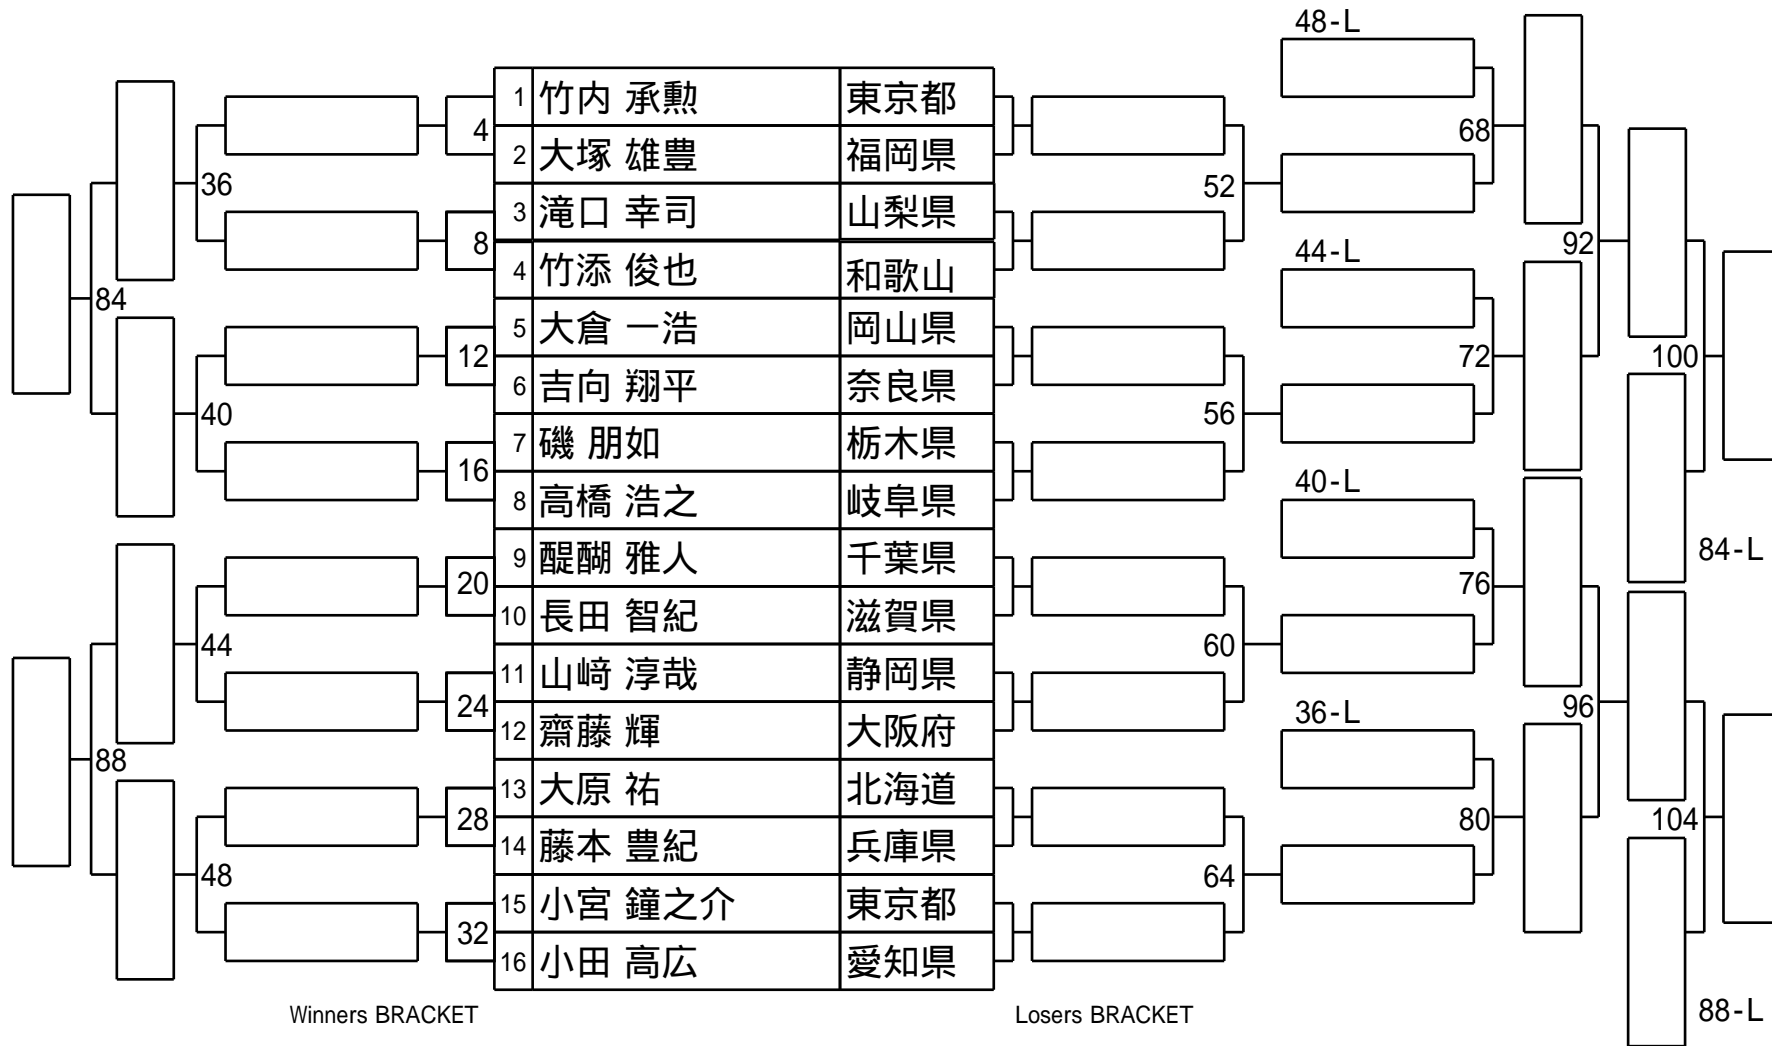 48-L
1 竹内 承勲 東京都
4
68
2 大塚 雄豊 福岡県
36
52
3 滝口 幸司 山梨県
8
92
44-L
4 竹添 俊也 和歌山
84
5 大倉 一浩 岡山県
12
72
100
6 吉向 翔平 奈良県
40
56
7 磯 朋如 栃木県
16
40-L
8 高橋 浩之 岐阜県
9 醍醐 雅人 千葉県
84-L
20
76
10 長田 智紀 滋賀県
44
60
11 山﨑 淳哉 静岡県
24
96
36-L
12 齋藤 輝 大阪府
88
13 大原 祐 北海道
28
80
104
14 藤本 豊紀 兵庫県
48
64
15 小宮 鐘之介 東京都
32
16 小田 高広 愛知県
Winners BRACKET
Losers BRACKET
88-L